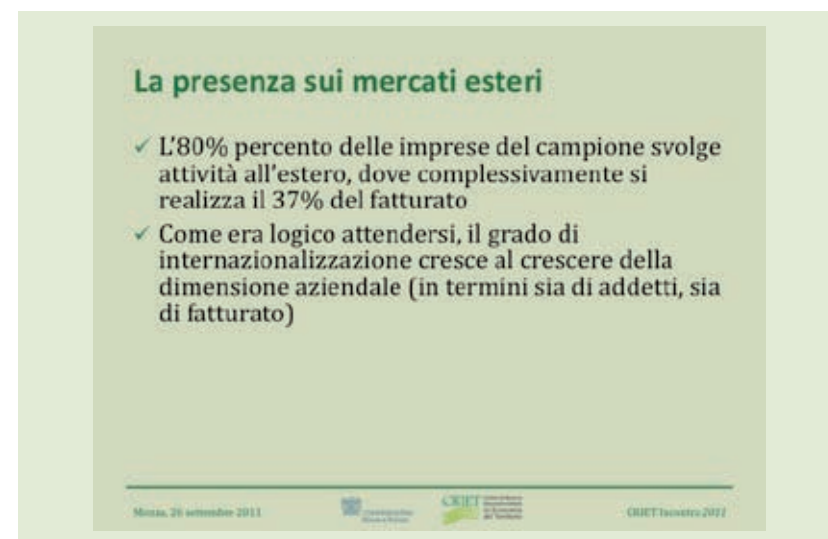 La presenza sui mercati esteri
✓ L'80% percento delle imprese del campione svolge
attività all'estero, dove complessivamente si
realizza il 37% del fatturato
✓ Come era logico attendersi, il grado di
internazionalizzazione cresce al crescere della
dimensione aziendale (in termini sia di addetti, sia
di fatturato)
Monza, 26 settembre 2011
CRIET
CRIET Incontra 2011